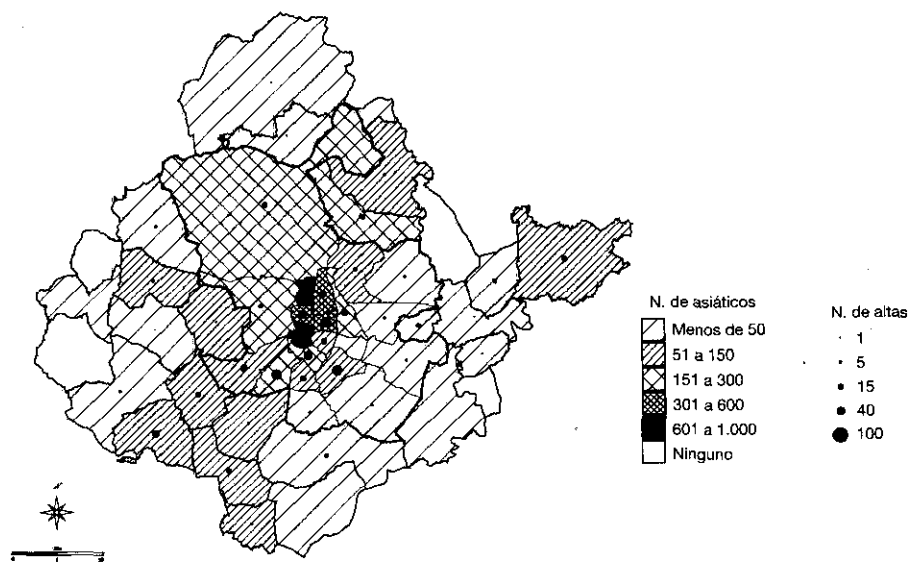 N. de asiáticos
Menos de 50
51 a 150
151 a 300
301 a 600
601 a 1.000
Ninguno
N. de altas
1
5
15
40
100